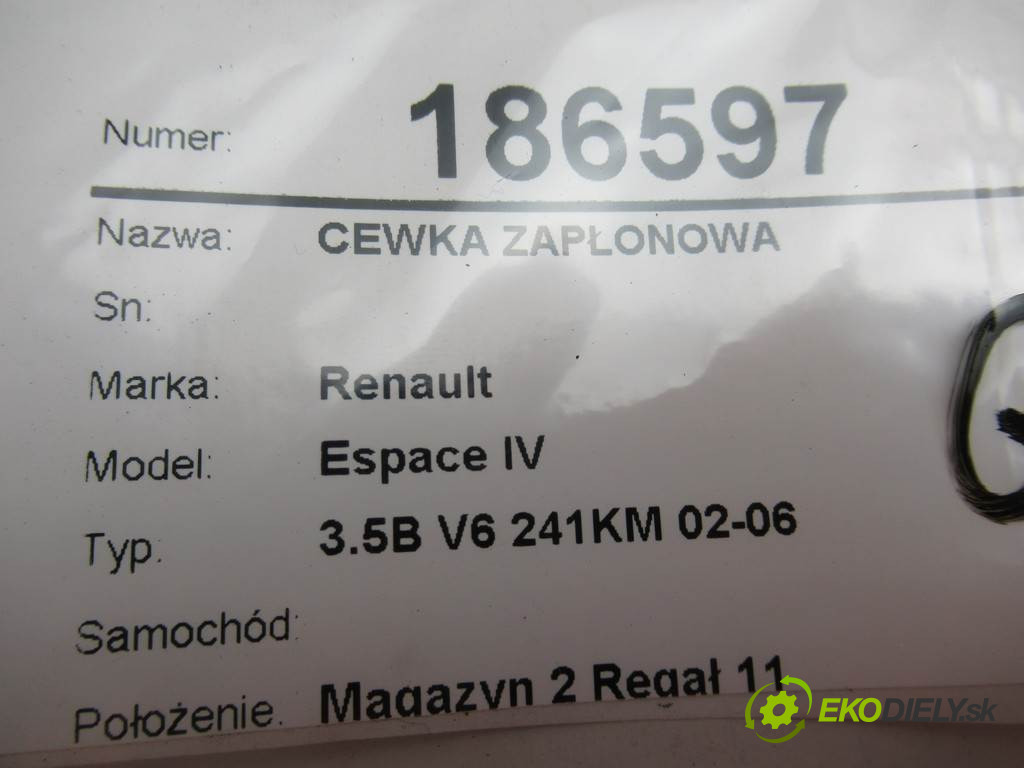 Numer: 186597
Nazwa: CEWKA ZAPŁONOWA
Sn:
Marka: Renault
Model: Espace IV
Typ: 3.5B V6 241KM 02-06
Samochód:
Położenie: Magazyn 2 Regał 11
EKODIELY.sk